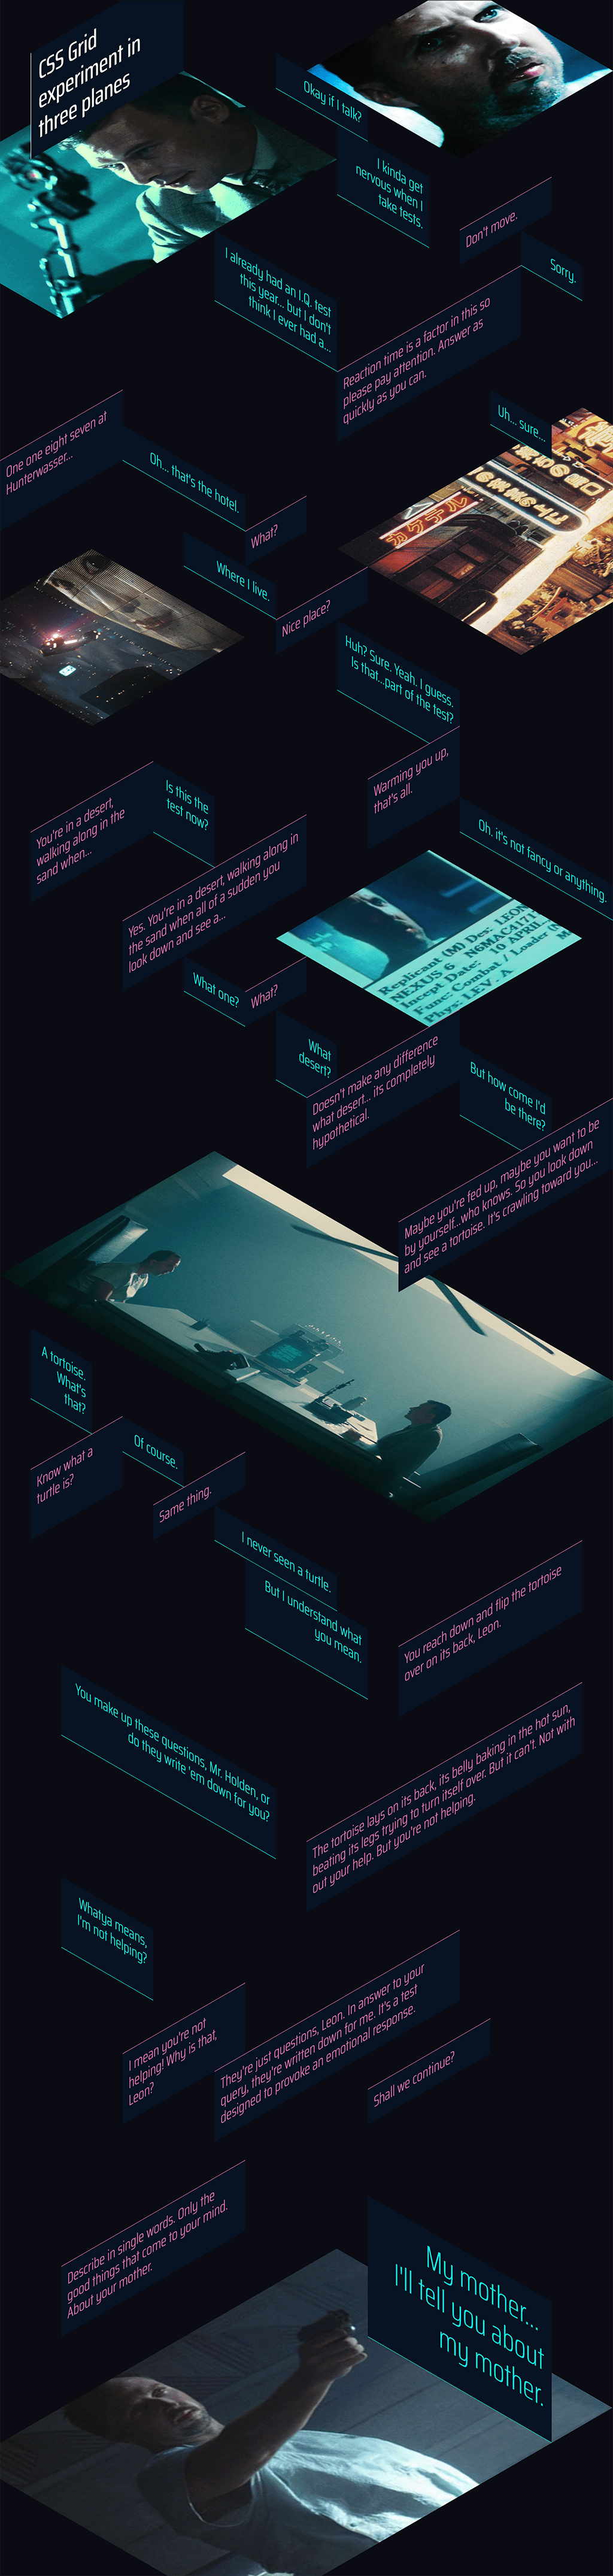 CSS Grid
experiment in
three planes
Okay if I talk?
I kinda get
nervous when I
take tests.
Don't move.
Sorry.
I already had an I.Q. test
this year... but I don't
think I ever had a...
Reaction time is a factor in this so
please pay attention. Answer as
quickly as you can.
Uh... sure...
One one eight seven at
Hunterwasser...
Oh... that's the hotel.
カクテル
What?
Where I live.
Nice place?
Huh? Sure. Yeah. I guess.
Is that...part of the test?
Warming you up,
that's all.
Oh. it's not fancy or anything.
You're in a desert,
walking along in the
sand when...
Is this the
test now?
Yes. You're in a desert, walking along in
the sand when all of a sudden you
look down and see a...
Replicant (M) Des: LEON
NEXUS 6 N6MAC4171
Incept Date: 10 APRIL
Func: Combat / Loader
Phys: LEV - A
What one?
What?
What
desert?
Doesn't make any difference
what desert... its completely
hypothetical.
But how come I'd
be there?
Maybe you're fed up, maybe you want to be
by yourself...who knows. So you look down
and see a tortoise. It's crawling toward you...
A tortoise.
What's
that?
Know what a
turtle is?
Of course.
Same thing.
I never seen a turtle.
But I understand what
you mean.
You reach down and flip the tortoise
over on its back, Leon.
You make up these questions, Mr. Holden, or
do they write 'em down for you?
The tortoise lays on its back, its belly baking in the hot sun,
beating its legs trying to turn itself over. But it can't. Not with
out your help. But you're not helping.
Whatya means,
I'm not helping?
I mean you're not
helping! Why is that,
Leon?
They're just questions, Leon. In answer to your
query, they're written down for me. It's a test
designed to provoke an emotional response.
Shall we continue?
Describe in single words. Only the
good things that come to your mind.
About your mother.
My mother...
I'll tell you about
my mother.